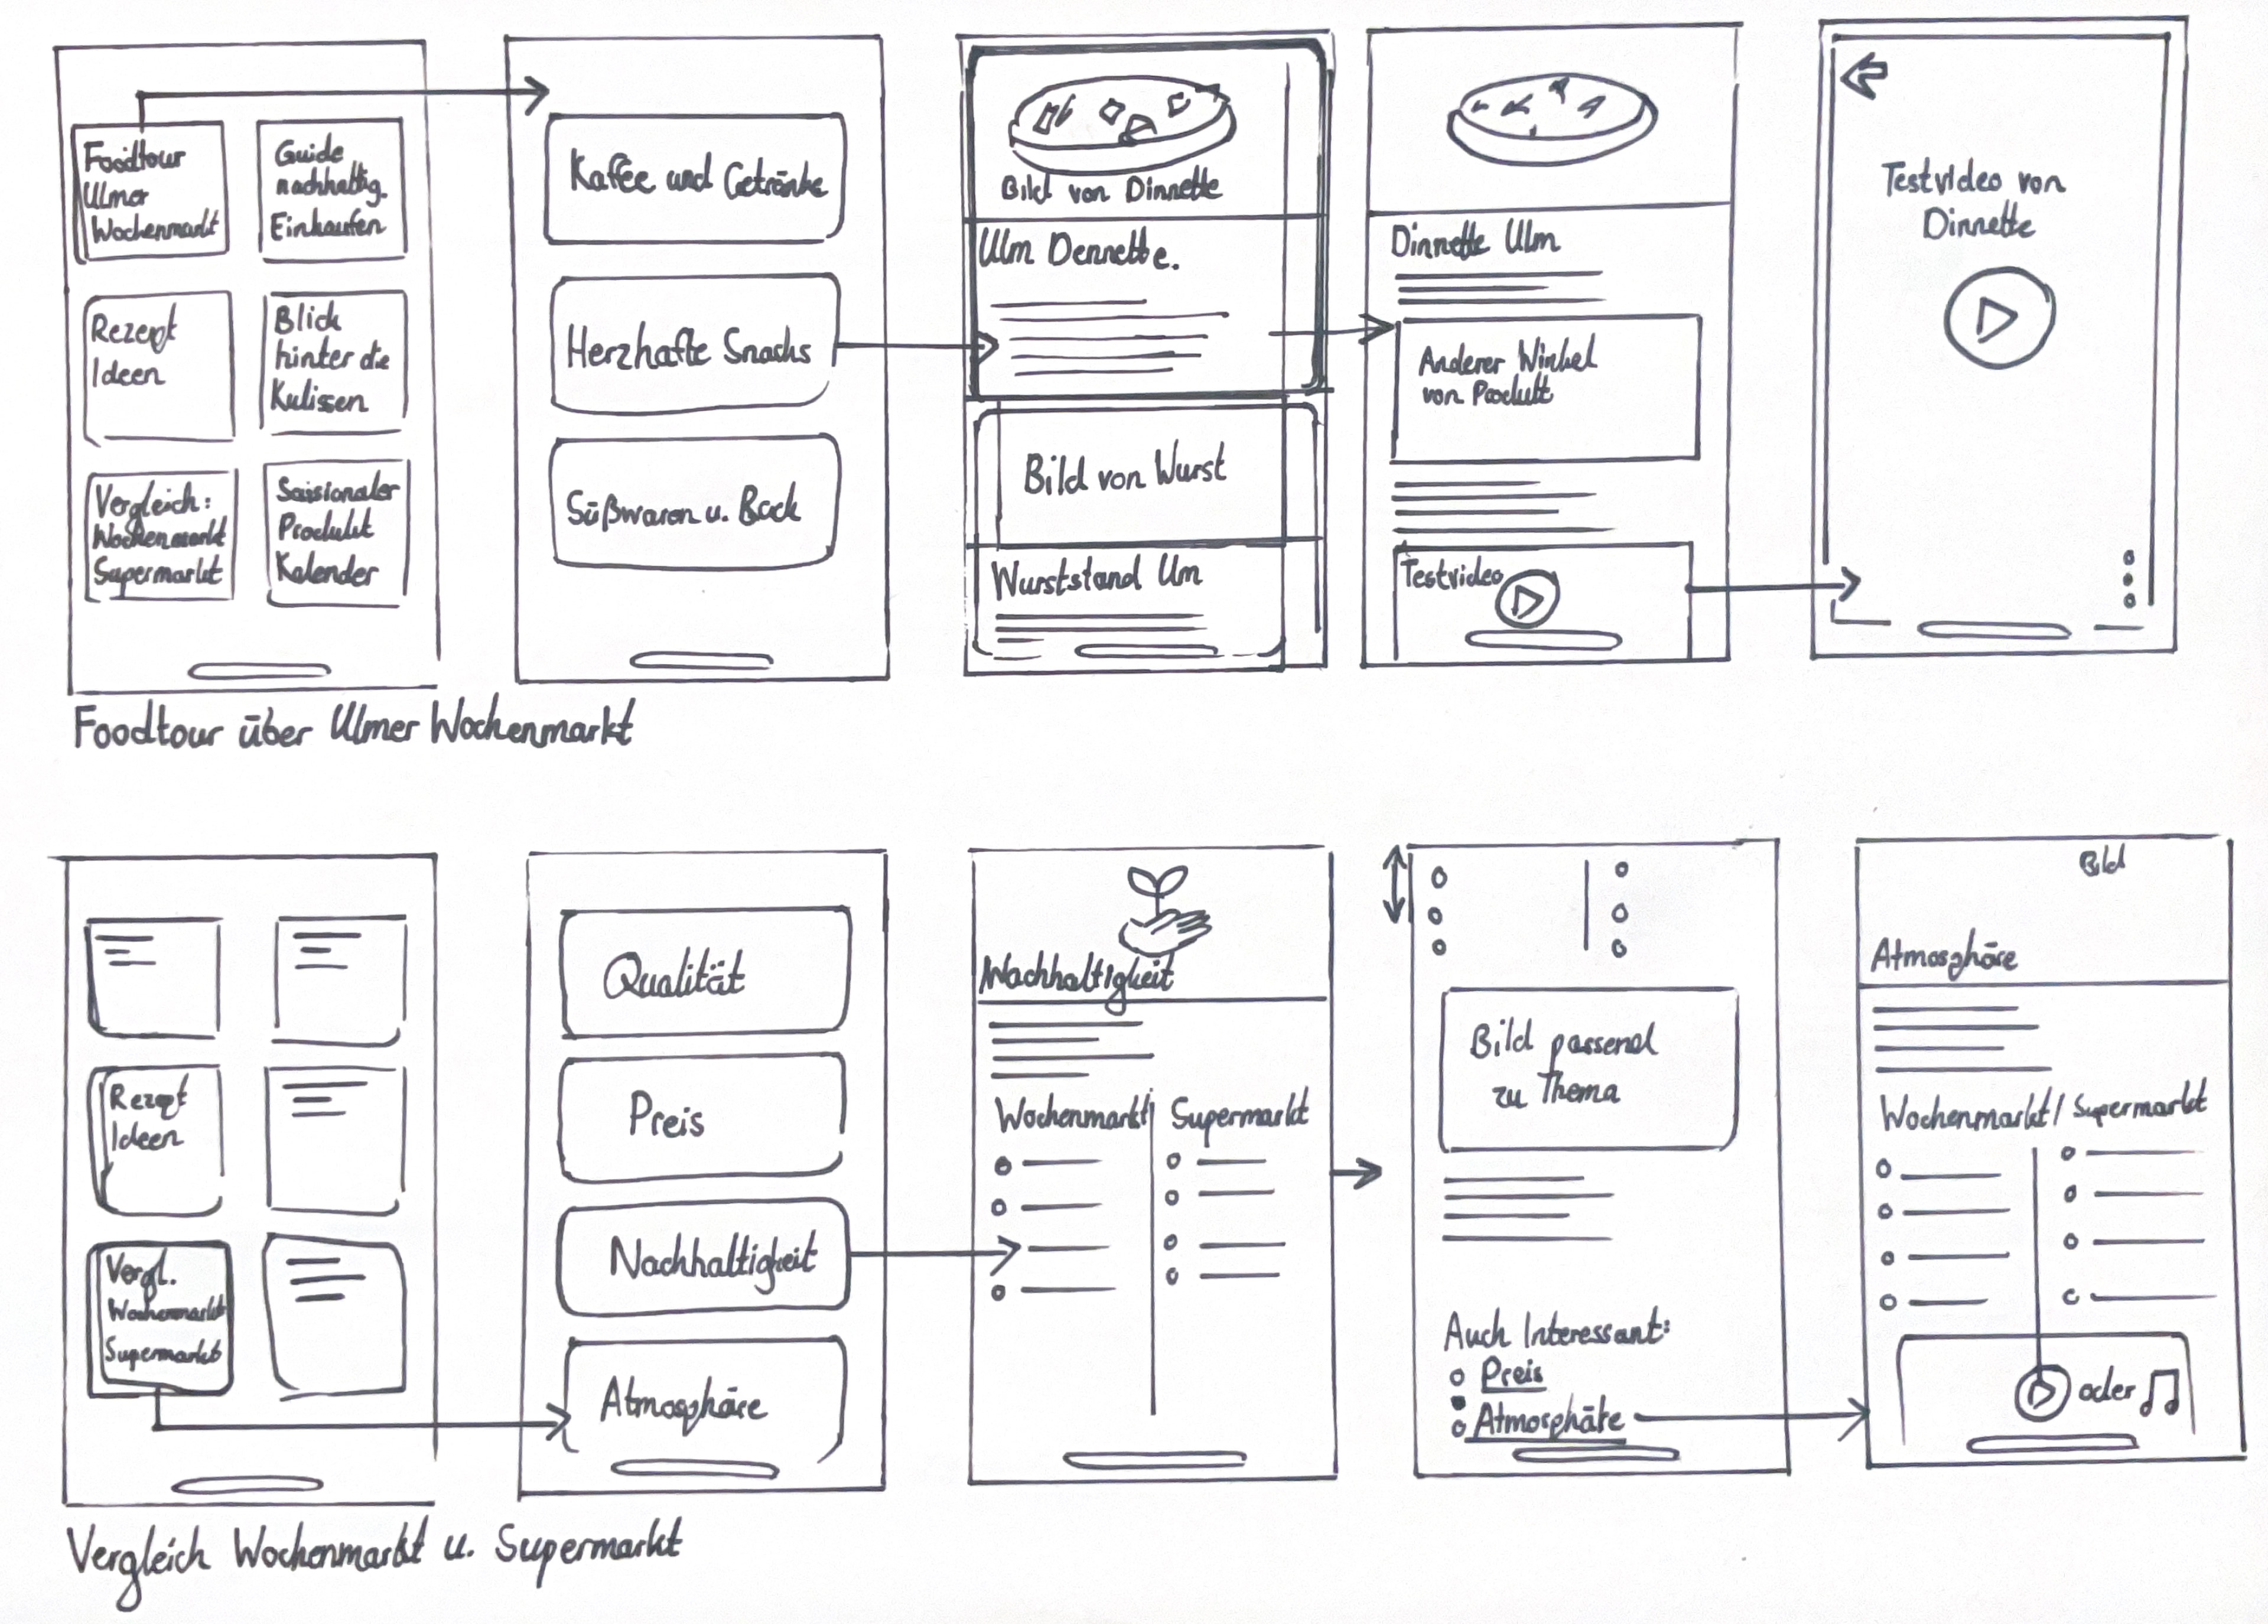 Foodtour
Ulmer
Wochenmarkt
Guide
nachhaltig.
Einkaufen
Rezept
Ideen
Blick
hinter die
Kulissen
Vergleich:
Wochenmarkt
Supermarkt
Saisionaler
Produkt
Kalender
Kaffee und Getränke
Herzhafte Snacks
Süßwaren u. Back
Bild von Dinnette
Ulm Dennette.
Bild von Wurst
Wurststand Ulm
Dinnette Ulm
Anderer Winkel
von Produkt
Testvideo
Testvideo von
Dinnette
Foodtour über Ulmer Wochenmarkt
Rezept
Ideen
Vergl.
Wochenmarkt
Supermarkt
Qualität
Preis
Nachhaltigkeit
Atmosphäre
Nachhaltigkeit
Wochenmarkt Supermarkt
Bild passend
zu Thema
Auch Interessant:
Preis
Atmosphäre
Bild
Atmosphäre
Wochenmarkt / Supermarkt
oder
Vergleich Wochenmarkt u. Supermarkt